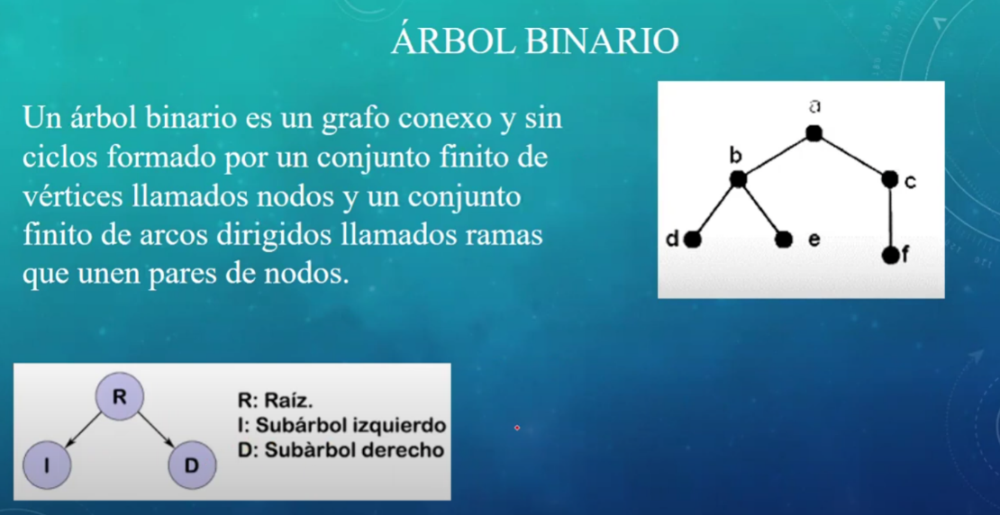 ÁRBOL BINARIO
Un árbol binario es un grafo conexo y sin
ciclos formado por un conjunto finito de
vértices llamados nodos y un conjunto
finito de arcos dirigidos llamados ramas
que unen pares de nodos.
a
b
c
d
e
f
R
I
D
R: Raíz.
I: Subárbol izquierdo
D: Subàrbol derecho